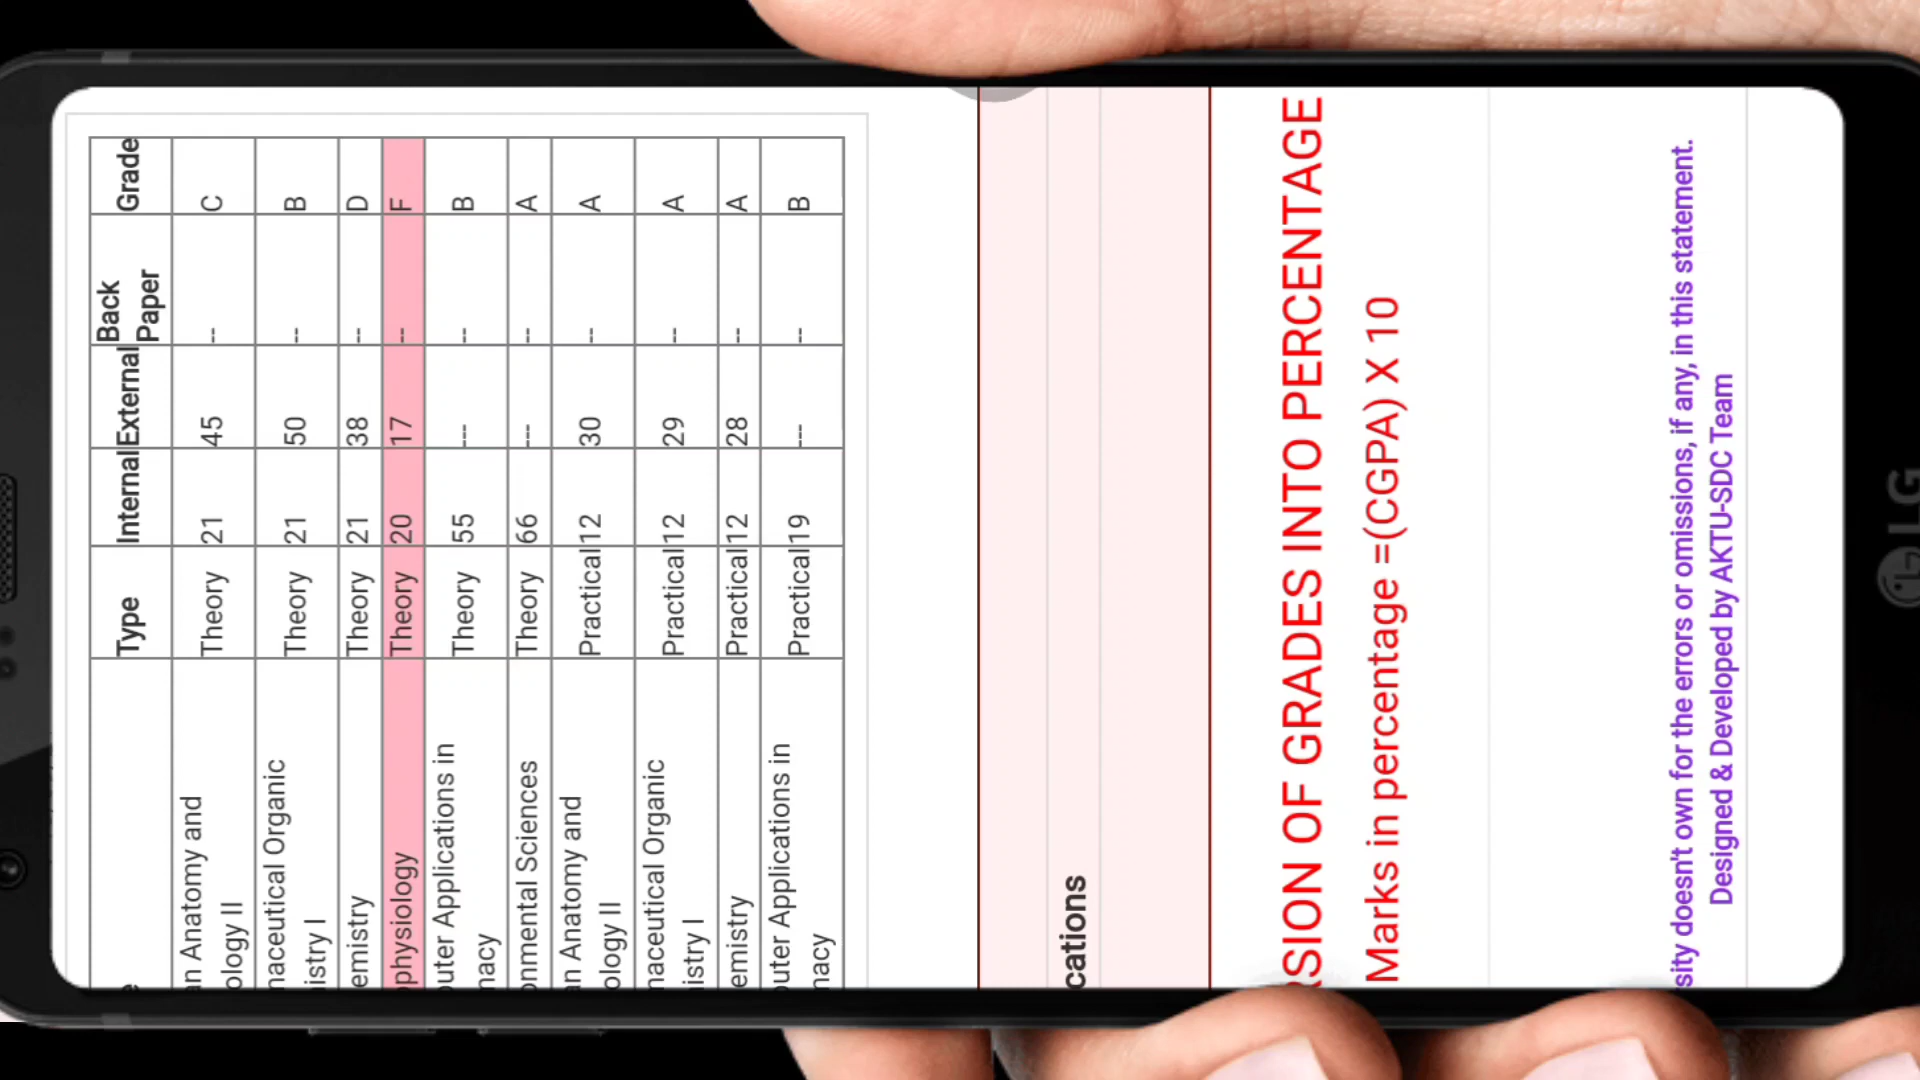 Type Internal External Back Paper Grade
an Anatomy and
ology II Theory 21 45 -- C
naceutical Organic
istry I Theory 21 50 -- B
emistry Theory 21 38 -- D
physiology Theory 20 17 -- F
outer Applications in
nacy Theory 55 --- -- B
onmental Sciences Theory 66 --- -- A
an Anatomy and
ology II Practical 12 30 -- A
naceutical Organic
istry I Practical 12 29 -- A
emistry Practical 12 28 -- A
outer Applications in
nacy Practical 19 --- -- B
cations
RSION OF GRADES INTO PERCENTAGE
Marks in percentage =(CGPA) X 10
sity doesn't own for the errors or omissions, if any, in this statement.
Designed & Developed by AKTU-SDC Team
LG